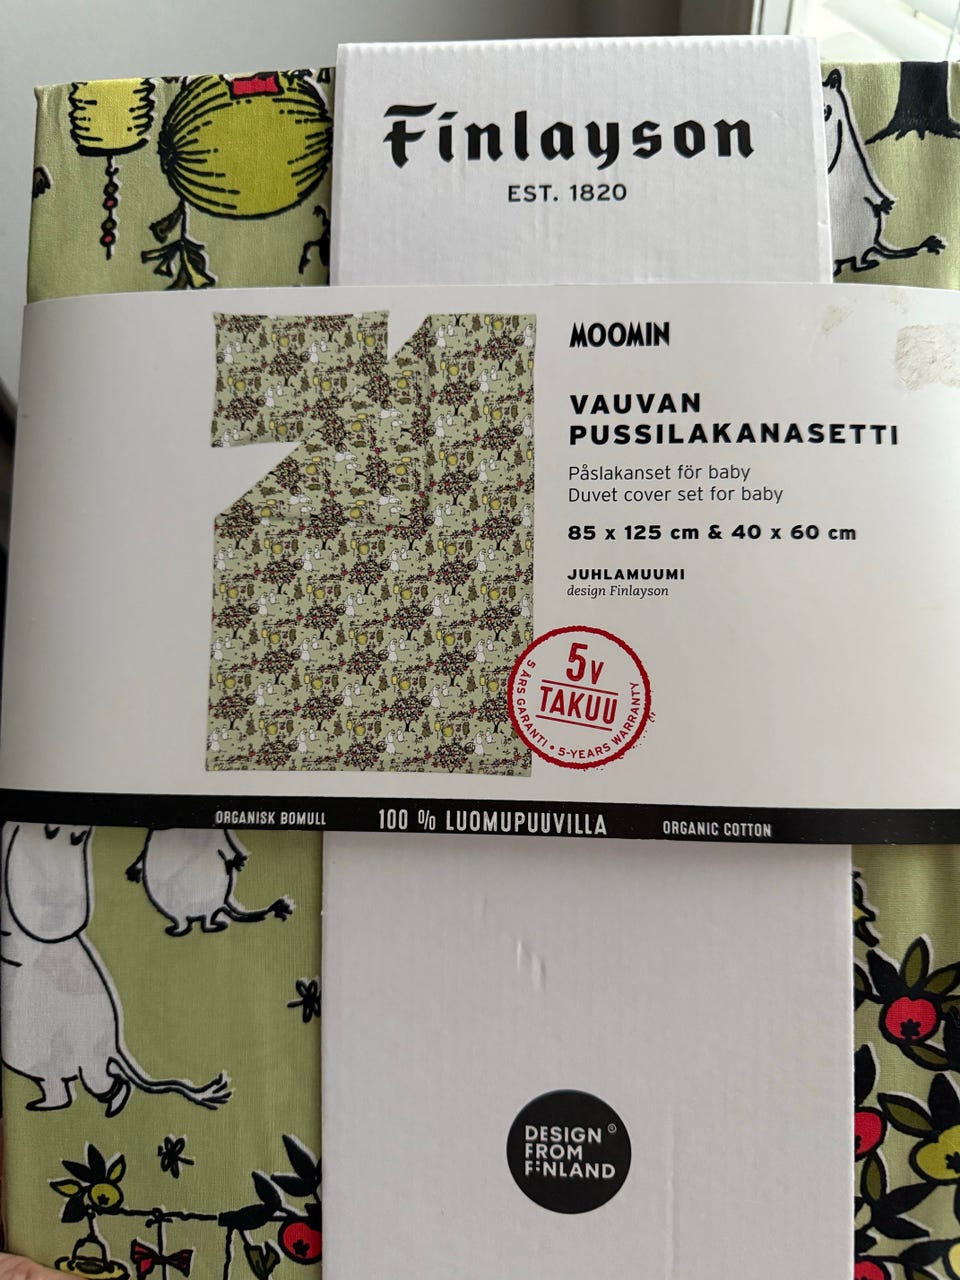 Finlayson
EST. 1820
MOOMIN
VAUVAN
PUSSILAKANASETTI
Påslakanset för baby
Duvet cover set for baby
85 x 125 cm & 40 x 60 cm
JUHLAMUUMI
design Finlayson
5V
TAKUU
5 ÅRS GARANTI • 5-YEARS WARRANTY
ORGANISK BOMULL
100 % LUOMUPUUVILLA
ORGANIC COTTON
DESIGN ®
FROM
FINLAND